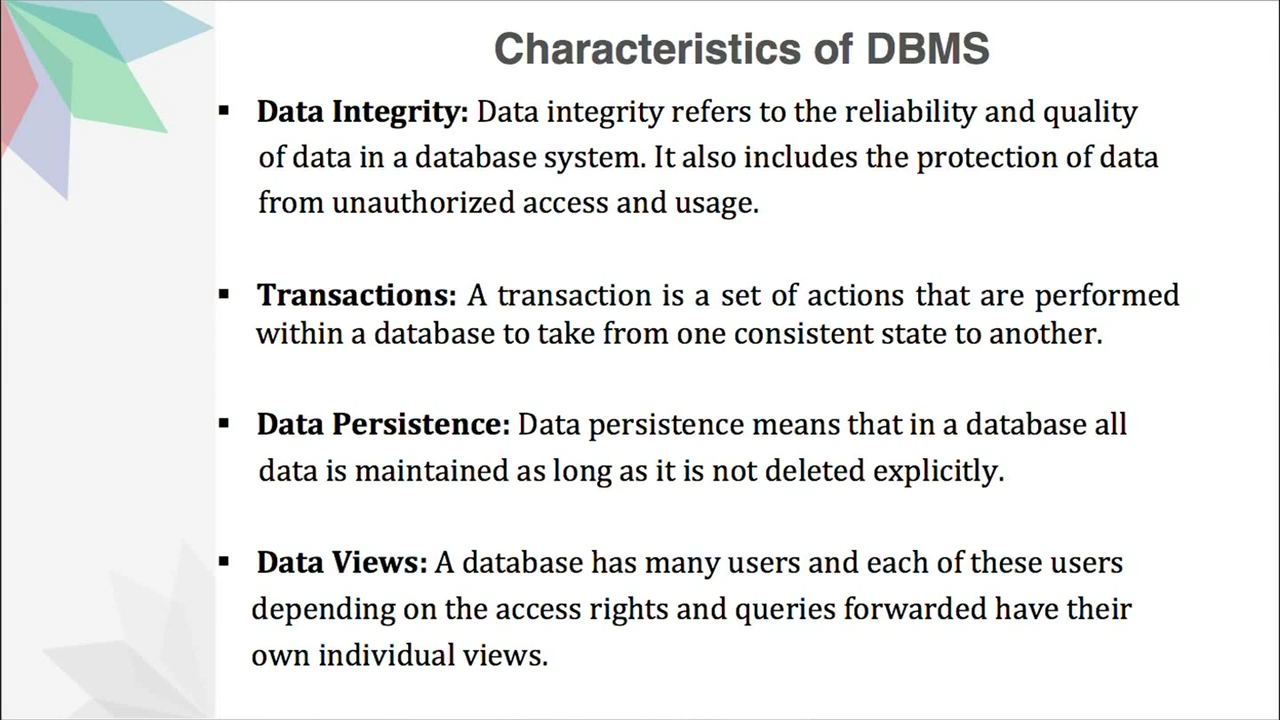 Characteristics of DBMS
▪ Data Integrity: Data integrity refers to the reliability and quality
of data in a database system. It also includes the protection of data
from unauthorized access and usage.
▪ Transactions: A transaction is a set of actions that are performed
within a database to take from one consistent state to another.
▪ Data Persistence: Data persistence means that in a database all
data is maintained as long as it is not deleted explicitly.
▪ Data Views: A database has many users and each of these users
depending on the access rights and queries forwarded have their
own individual views.